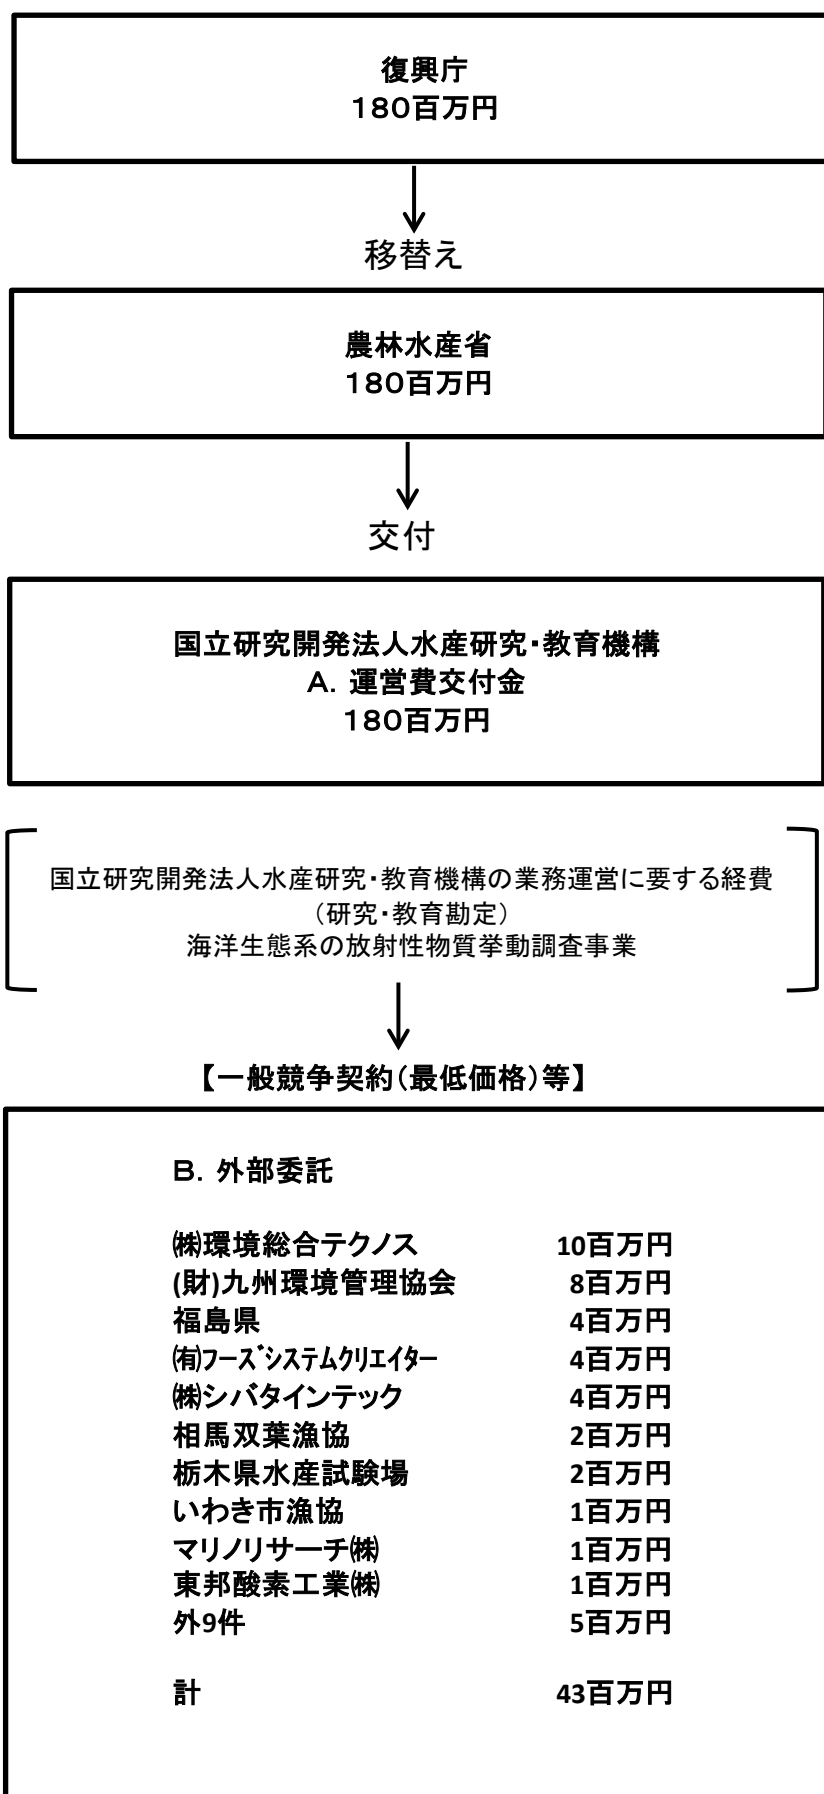 復興庁
180百万円
移替え
農林水産省
180百万円
交付
国立研究開発法人水産研究・教育機構
A. 運営費交付金
180百万円
国立研究開発法人水産研究・教育機構の業務運営に要する経費
（研究・教育勘定）
海洋生態系の放射性物質挙動調査事業
【一般競争契約（最低価格）等】
B. 外部委託
㈱環境総合テクノス 10百万円
(財)九州環境管理協会 8百万円
福島県 4百万円
㈲ﾌｰｽﾞｼｽﾃﾑｸﾘｴｲﾀｰ 4百万円
㈱シバタインテック 4百万円
相馬双葉漁協 2百万円
栃木県水産試験場 2百万円
いわき市漁協 1百万円
マリノリサーチ㈱ 1百万円
東邦酸素工業㈱ 1百万円
外9件 5百万円
計 43百万円